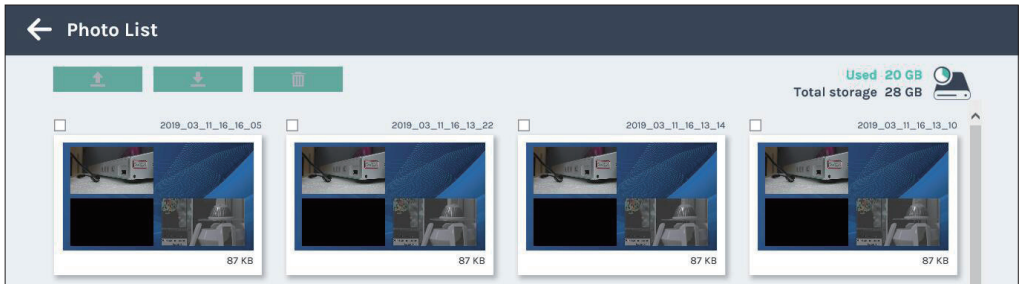 Photo List
Used 20 GB
Total storage 28 GB
2019_03_11_16_16_05
2019_03_11_16_13_22
2019_03_11_16_13_14
2019_03_11_16_13_10
87 KB
87 KB
87 KB
87 KB